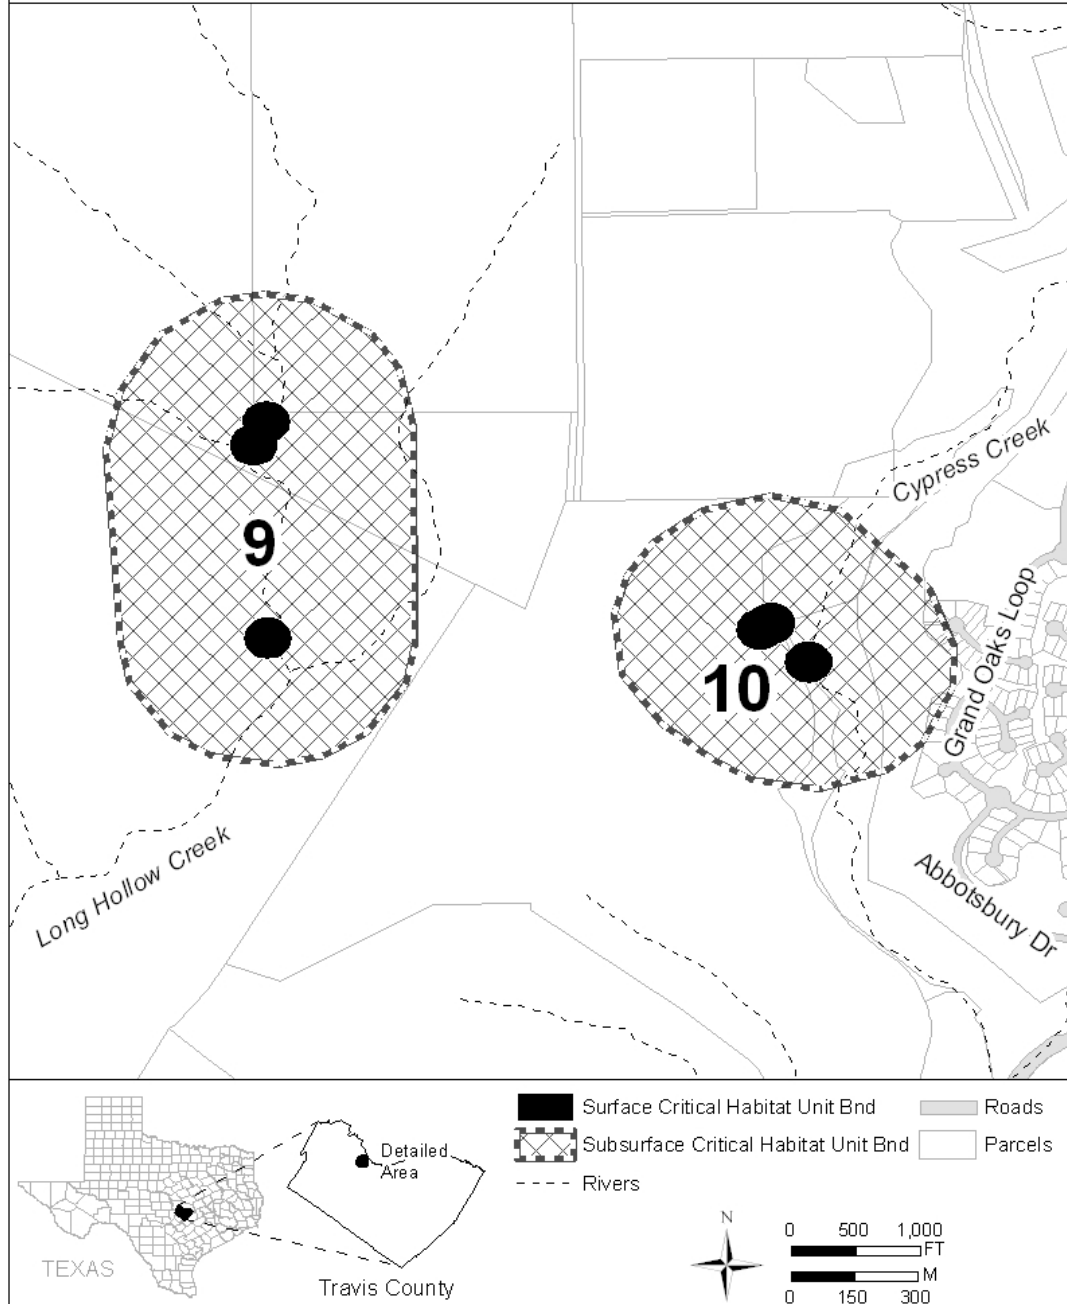 9
10
Cypress Creek
Grand Oaks Loop
Abbotsbury Dr
Long Hollow Creek
TEXAS
Detailed
Area
Travis County
Surface Critical Habitat Unit Bnd
Subsurface Critical Habitat Unit Bnd
Rivers
Roads
Parcels
N
0 500 1,000
FT
M
0 150 300